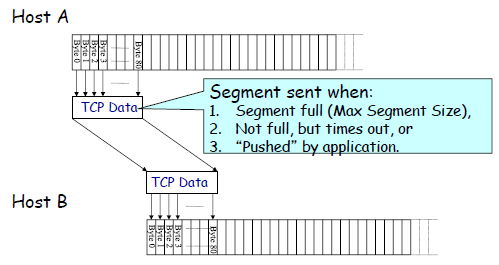 Host A
Byte 0
Byte 1
Byte 2
Byte 3
Byte 80
TCP Data
Segment sent when:
1. Segment full (Max Segment Size),
2. Not full, but times out, or
3. “Pushed” by application.
TCP Data
Host B
Byte 0
Byte 1
Byte 2
Byte 3
Byte 80